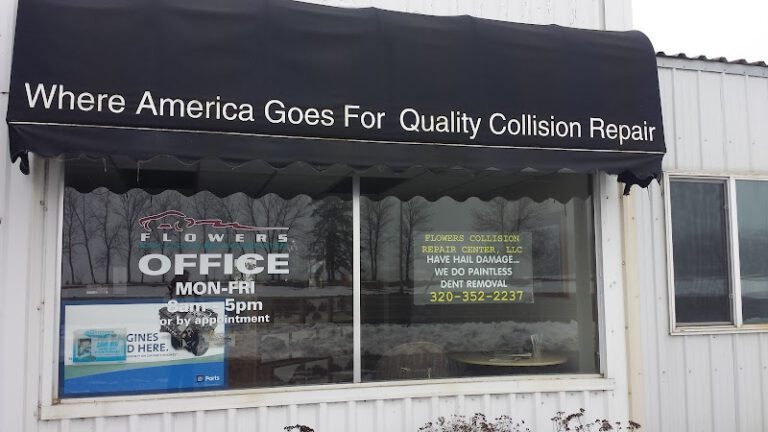 Where America Goes For Quality Collision Repair
FLOWERS
OFFICE
MON-FRI
8am - 5pm
or by appointment
GINES
D HERE.
Parts
FLOWERS COLLISION
REPAIR CENTER, LLC
HAVE HAIL DAMAGE...
WE DO PAINTLESS
DENT REMOVAL
320-352-2237